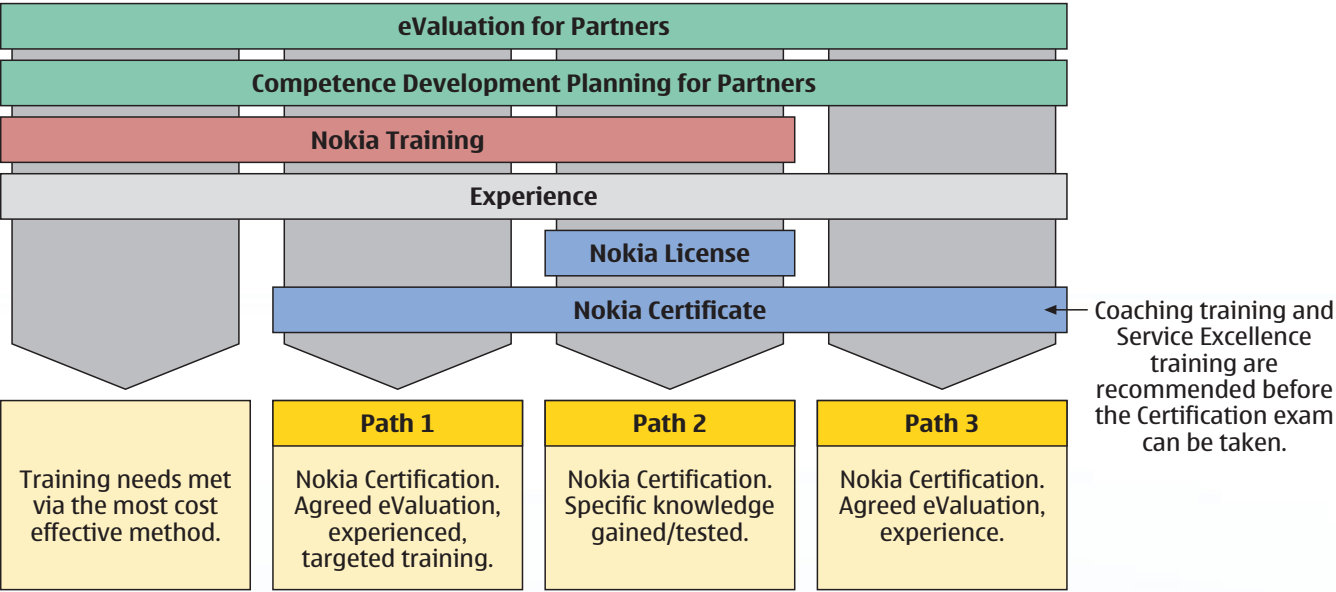 eValuation for Partners
Competence Development Planning for Partners
Nokia Training
Experience
Nokia License
Nokia Certificate
Coaching training and
Service Excellence
training are
recommended before
the Certification exam
can be taken.
Training needs met
via the most cost
effective method.
Path 1
Nokia Certification.
Agreed eValuation,
experienced,
targeted training.
Path 2
Nokia Certification.
Specific knowledge
gained/tested.
Path 3
Nokia Certification.
Agreed eValuation,
experience.